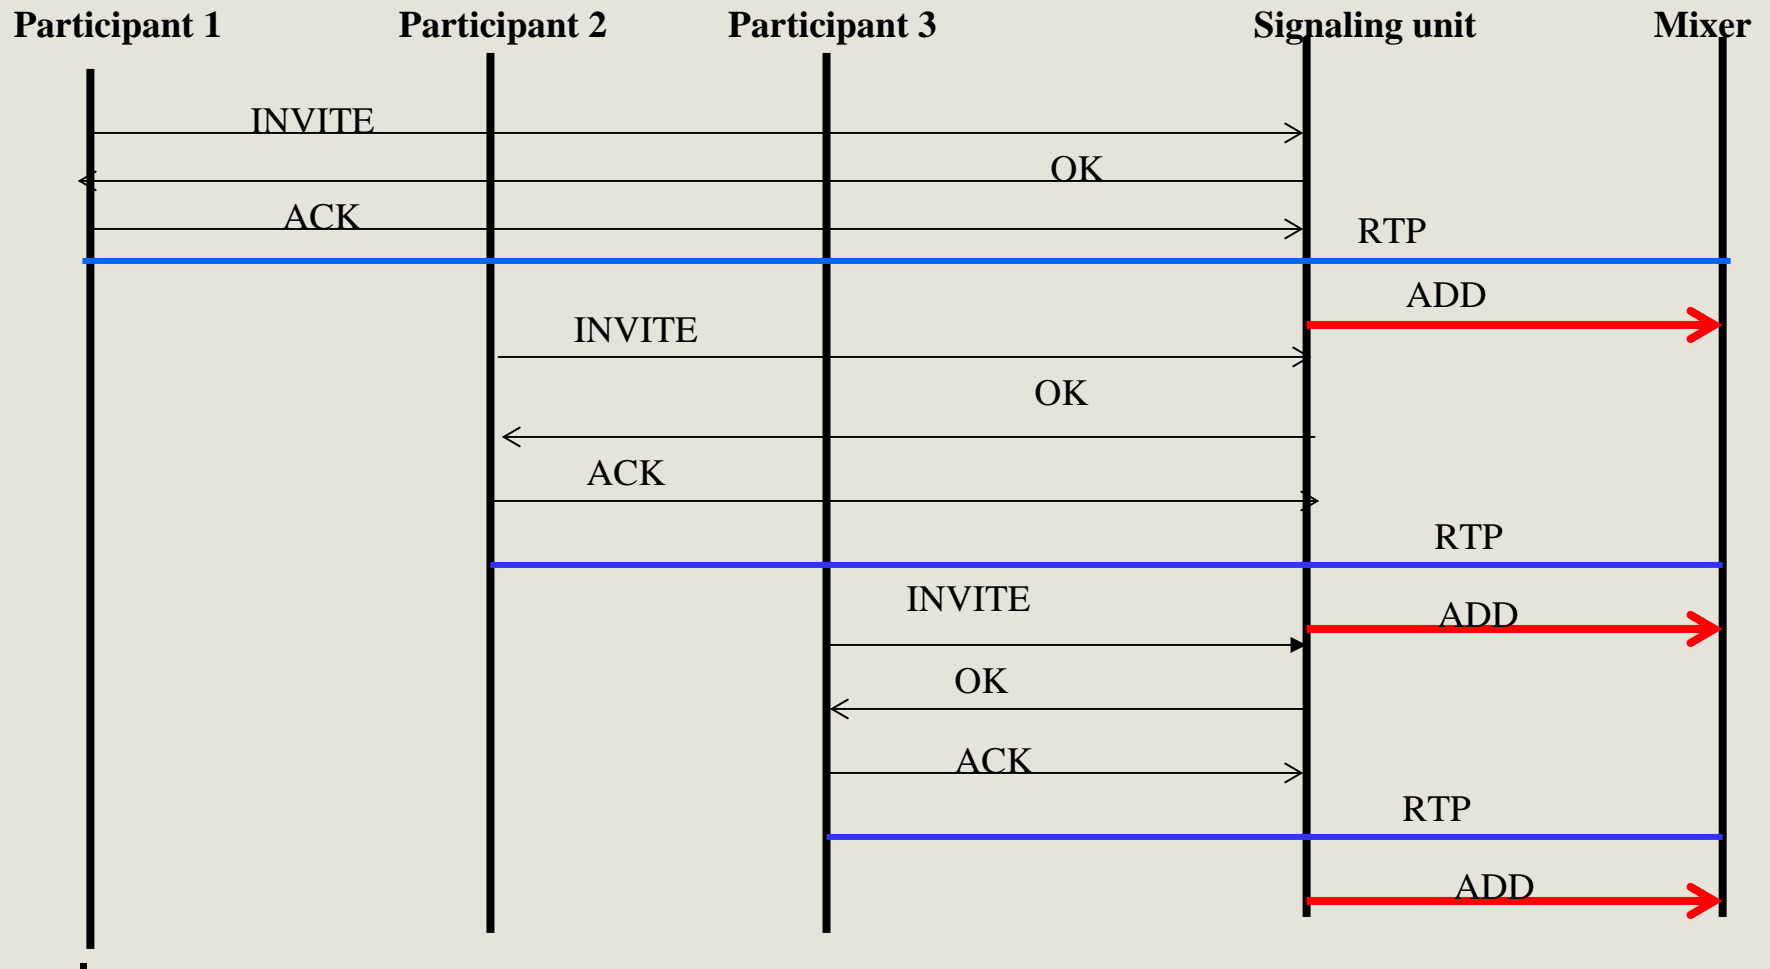 Participant 1 Participant 2 Participant 3 Signaling unit Mixer
INVITE
OK
ACK
RTP
ADD
INVITE
OK
ACK
RTP
INVITE
ADD
OK
ACK
RTP
ADD